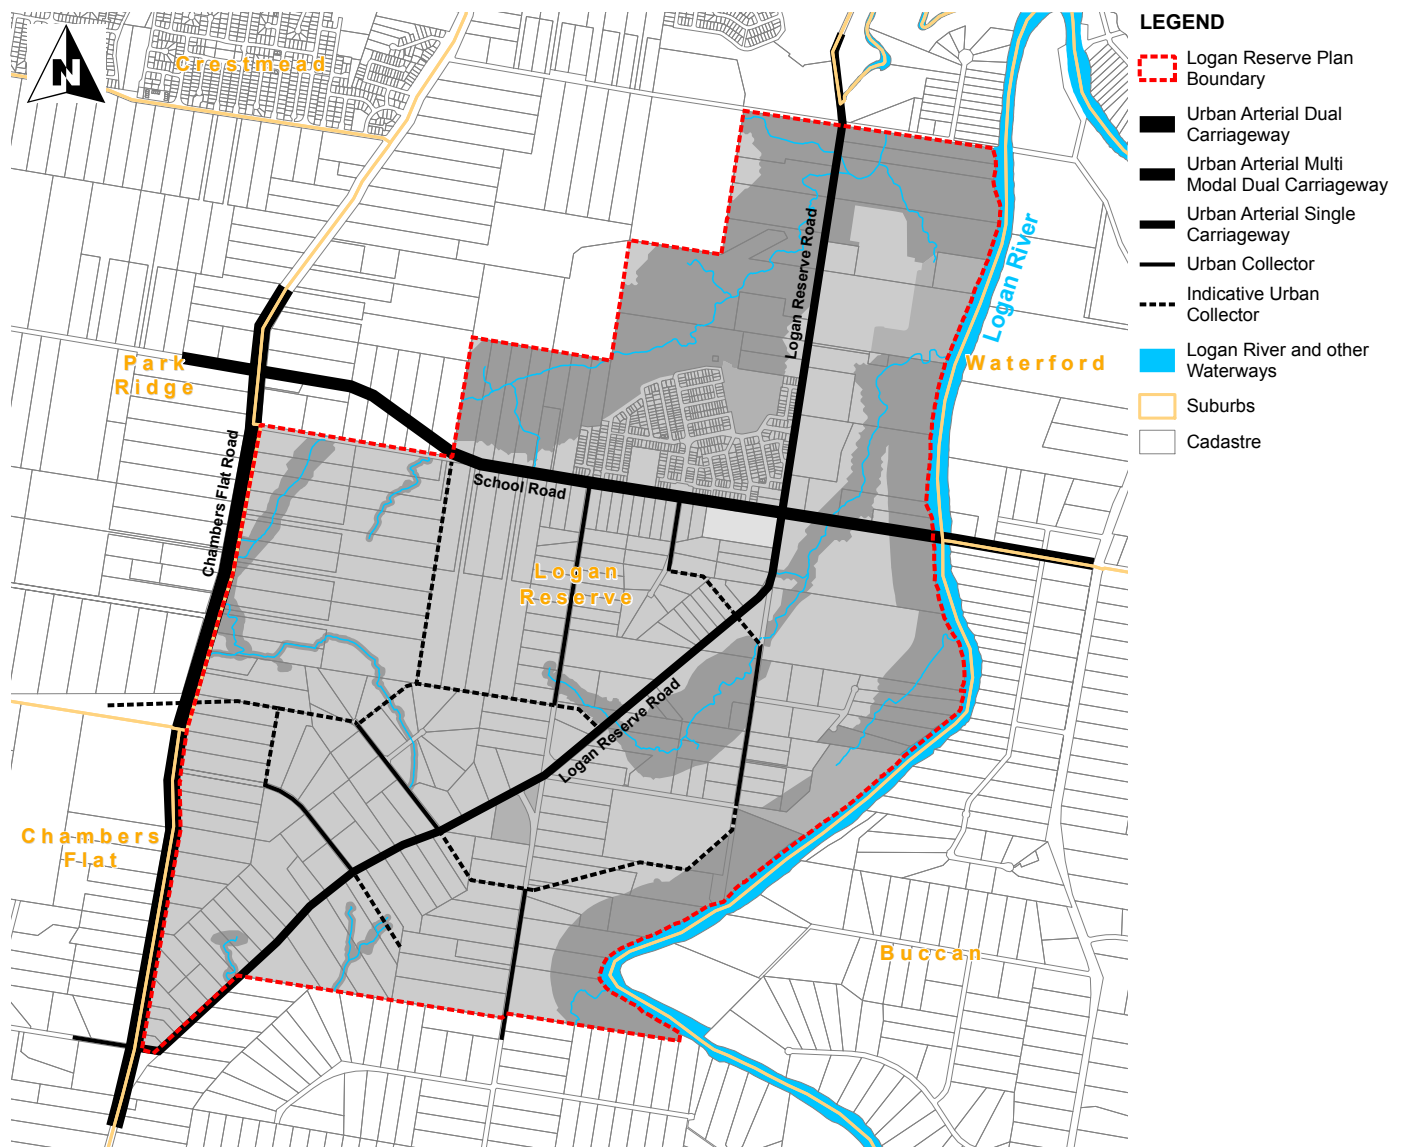 N
Crestmead
Park
Ridge
Chambers Flat Road
School Road
Logan Reserve Road
Logan River
Waterford
Logan
Reserve
Logan Reserve Road
Chambers
Flat
Buccan
LEGEND
Logan Reserve Plan
Boundary
Urban Arterial Dual
Carriageway
Urban Arterial Multi
Modal Dual Carriageway
Urban Arterial Single
Carriageway
Urban Collector
Indicative Urban
Collector
Logan River and other
Waterways
Suburbs
Cadastre